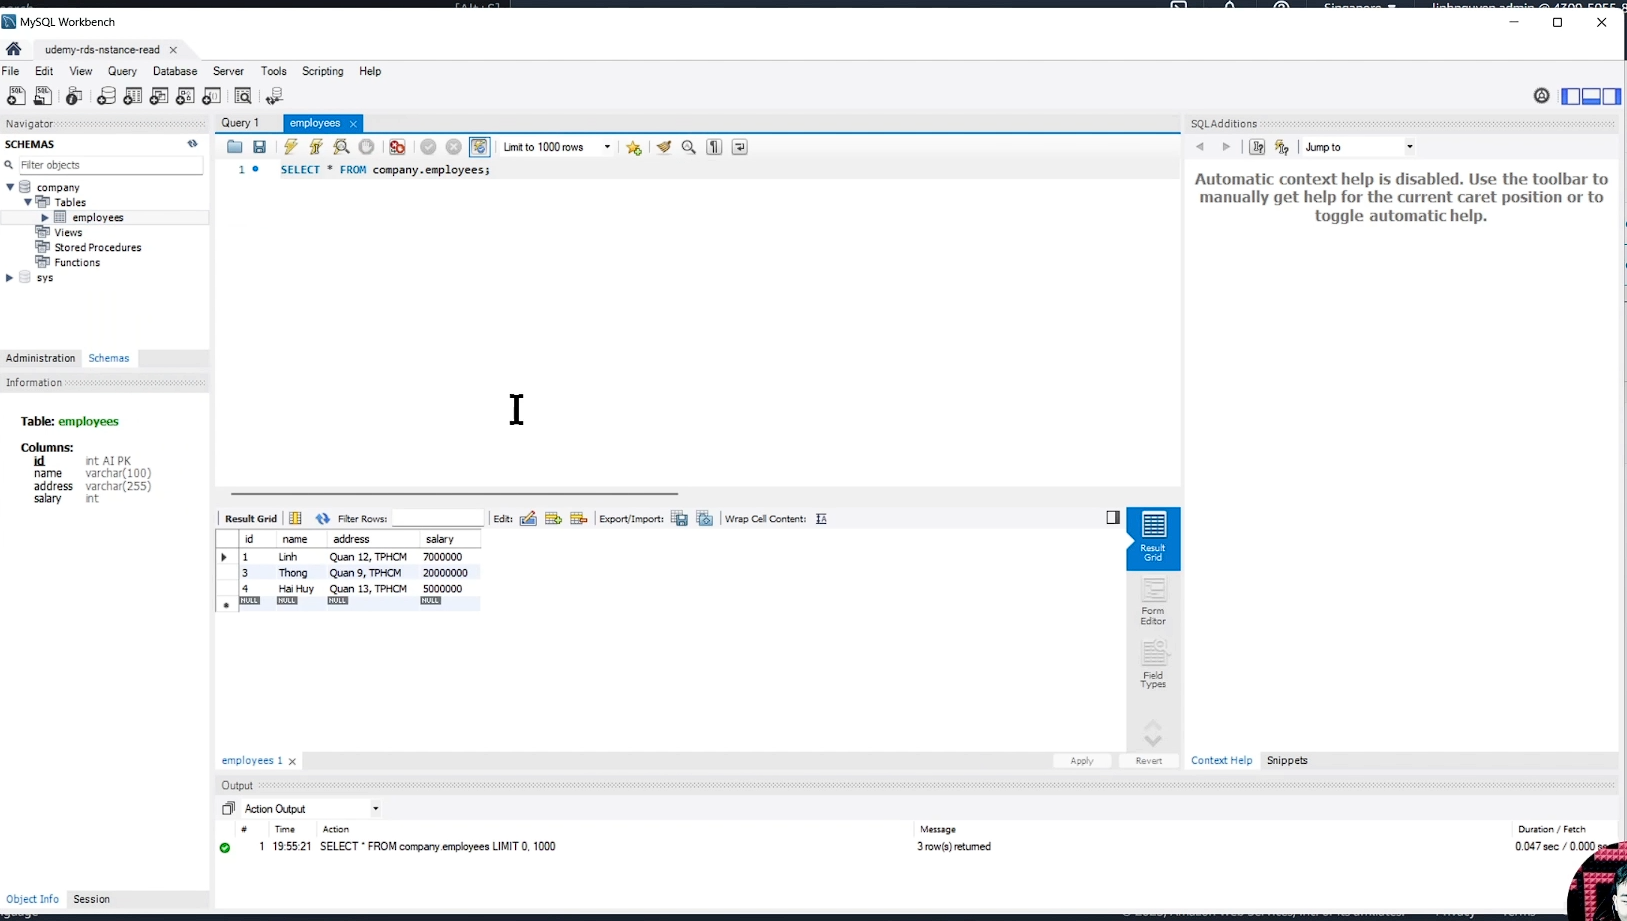 MySQL Workbench
udemy-rds-nstance-read
File Edit View Query Database Server Tools Scripting Help
Navigator
SCHEMAS
Filter objects
company
Tables
employees
Views
Stored Procedures
Functions
sys
Administration Schemas
Information
Table: employees
Columns:
id int AI PK
name varchar(100)
address varchar(255)
salary int
Object Info Session
Query 1 employees
Limit to 1000 rows
1 SELECT * FROM company.employees;
Result Grid Filter Rows: Edit: Export/Import: Wrap Cell Content:
id name address salary
1 Linh Quan 12, TPHCM 7000000
3 Thong Quan 9, TPHCM 20000000
4 Hai Huy Quan 13, TPHCM 5000000
NULL NULL NULL NULL
Result
Grid
Form
Editor
Field
Types
employees 1 Apply Revert
Output
Action Output
# Time Action Message Duration / Fetch
1 19:55:21 SELECT * FROM company.employees LIMIT 0, 1000 3 row(s) returned 0.047 sec / 0.000 sec
SQLAdditions
Jump to
Automatic context help is disabled. Use the toolbar to
manually get help for the current caret position or to
toggle automatic help.
Context Help Snippets